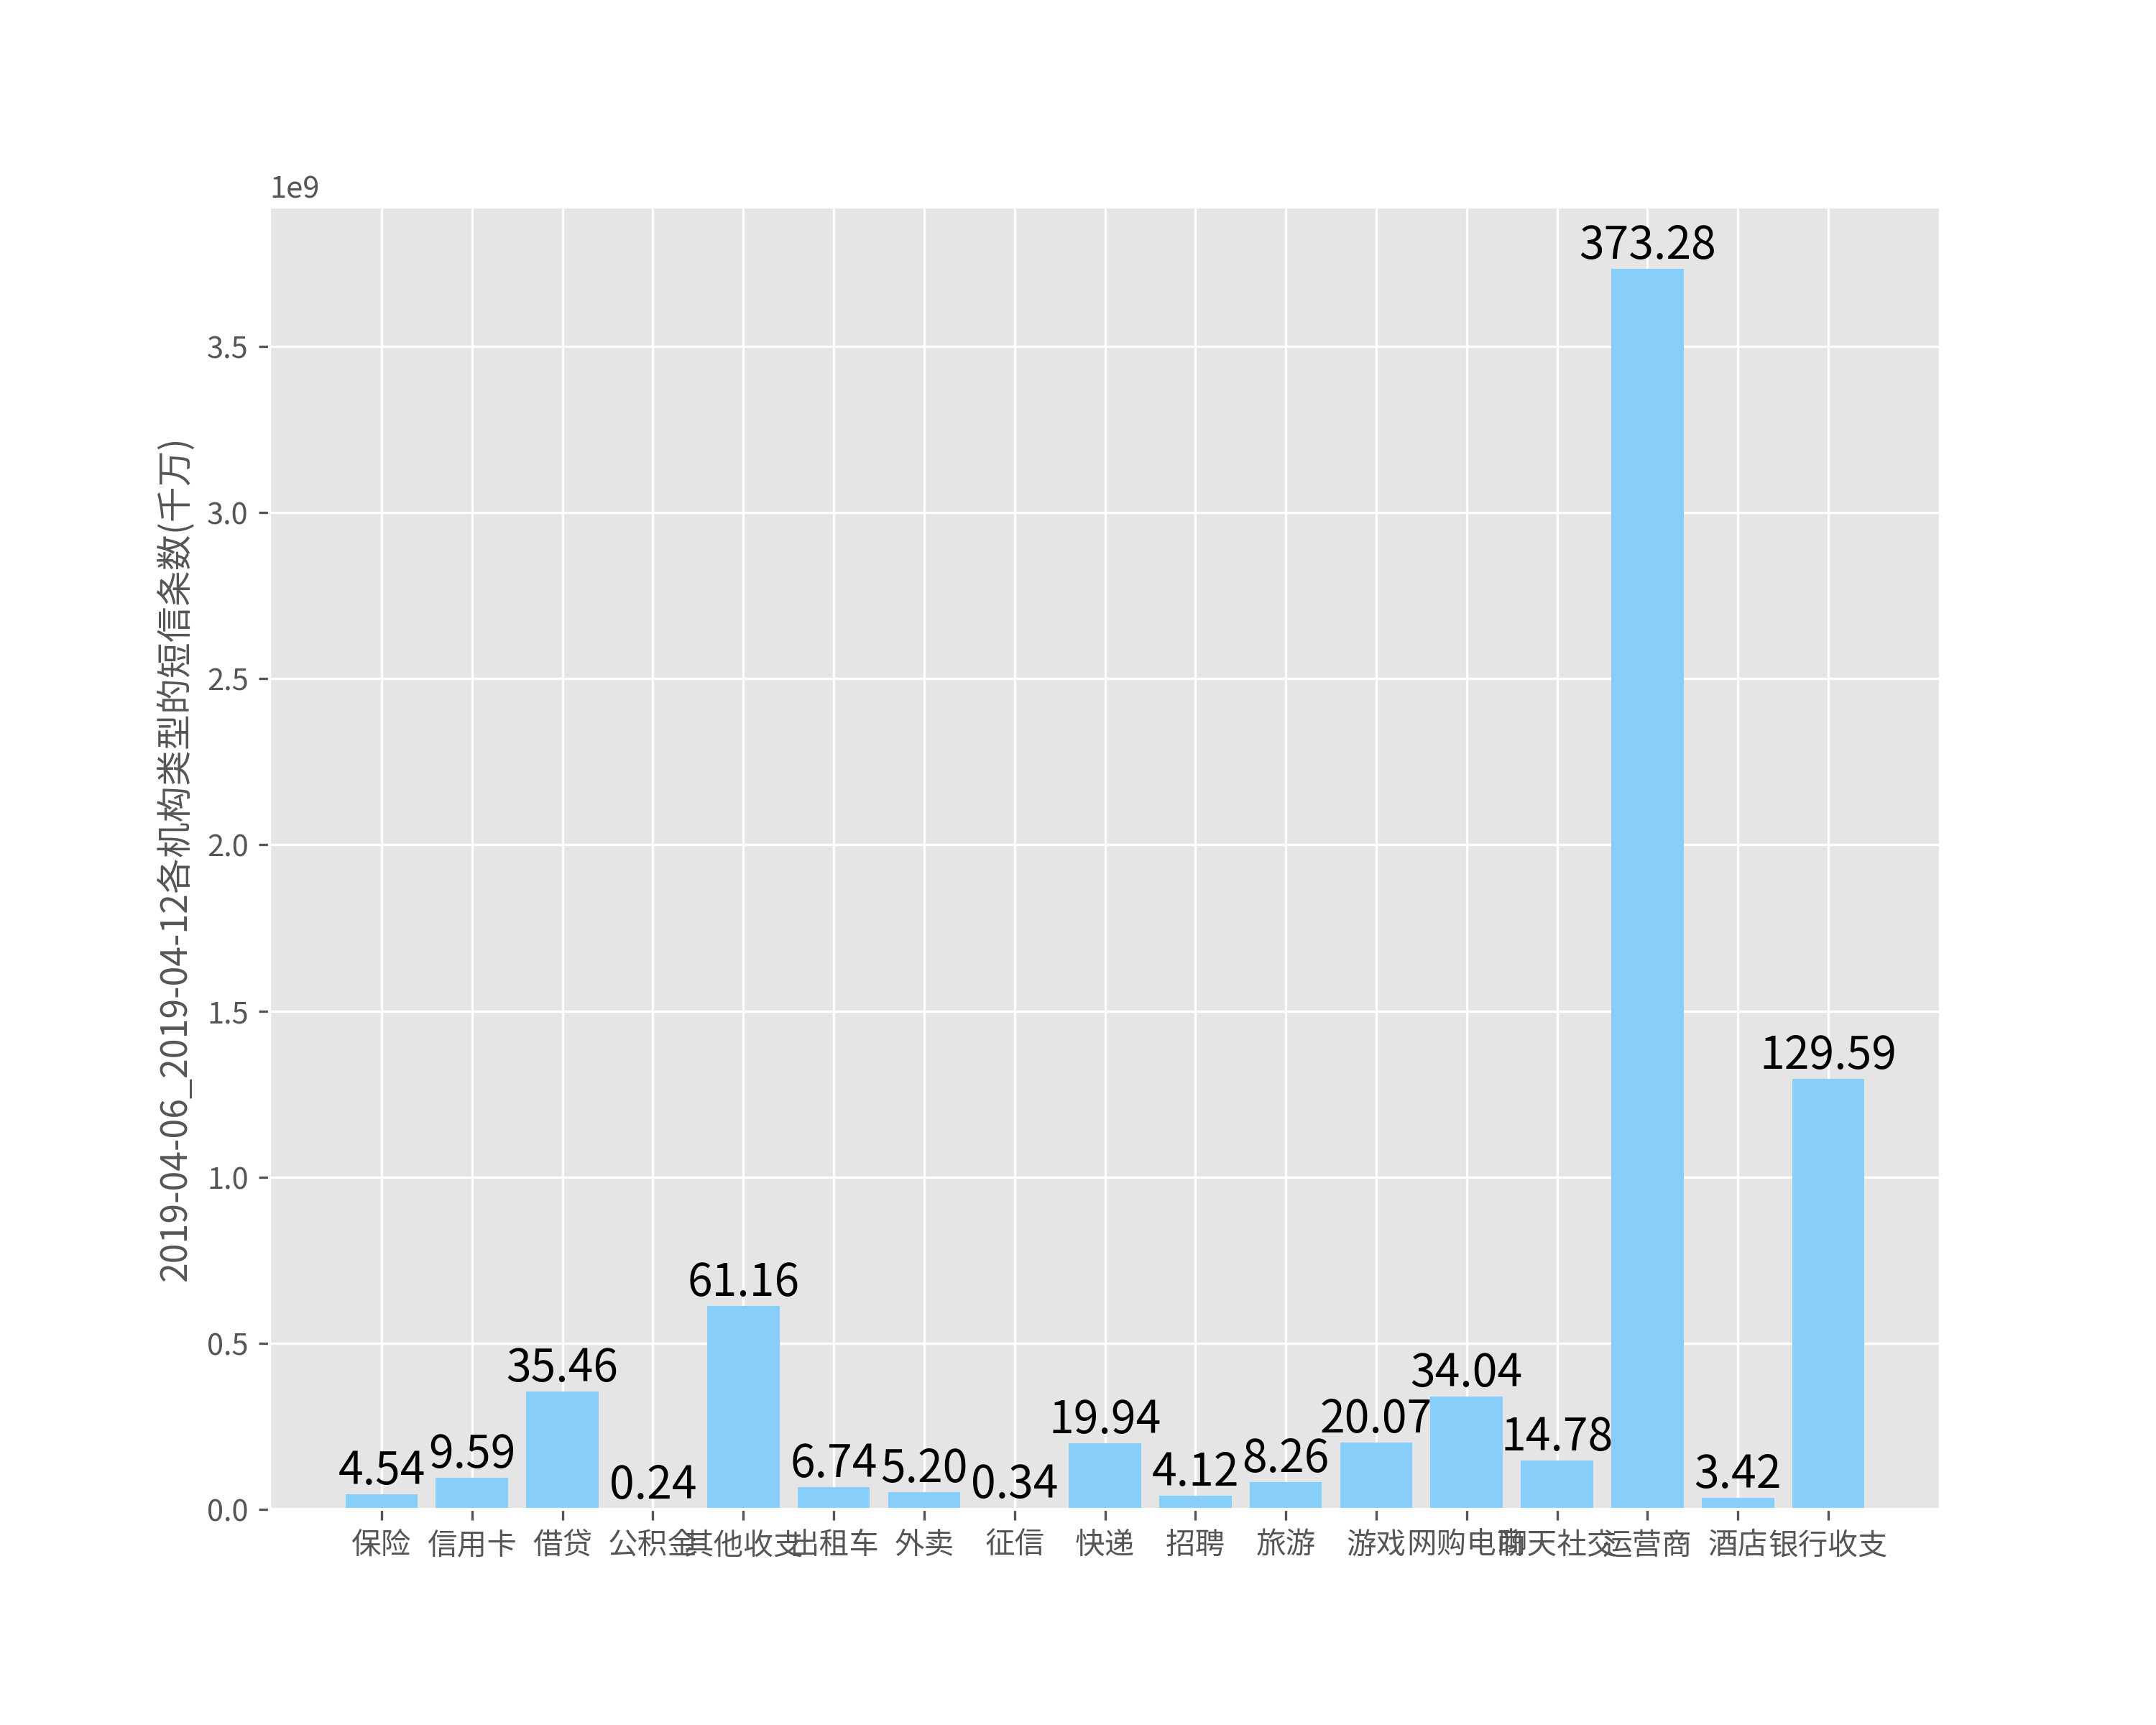 1e9
3.5
3.0
2.5
2.0
1.5
1.0
0.5
0.0
2019-04-06_2019-04-12各机构类型的短信条数(千万)
4.54
9.59
35.46
0.24
61.16
6.74
5.20
0.34
19.94
4.12
8.26
20.07
34.04
14.78
373.28
3.42
129.59
保险
信用卡
借贷
公积金
其他收支
出租车
外卖
征信
快递
招聘
旅游
游戏
网购电商
聊天社交
运营商
酒店
银行收支